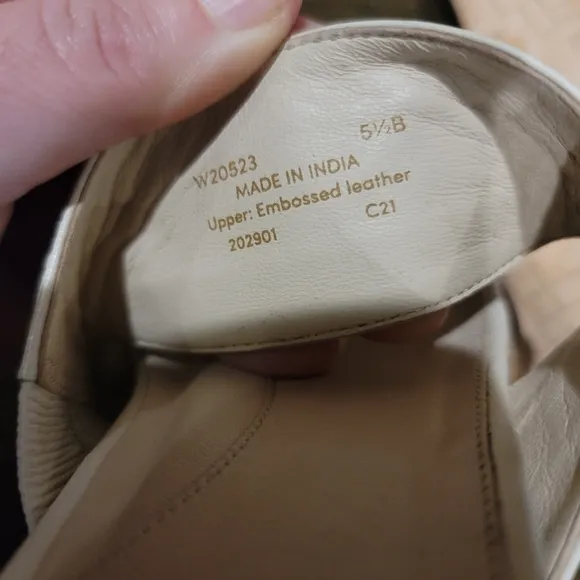 5½B
W20523
MADE IN INDIA
Upper: Embossed leather
202901 C21